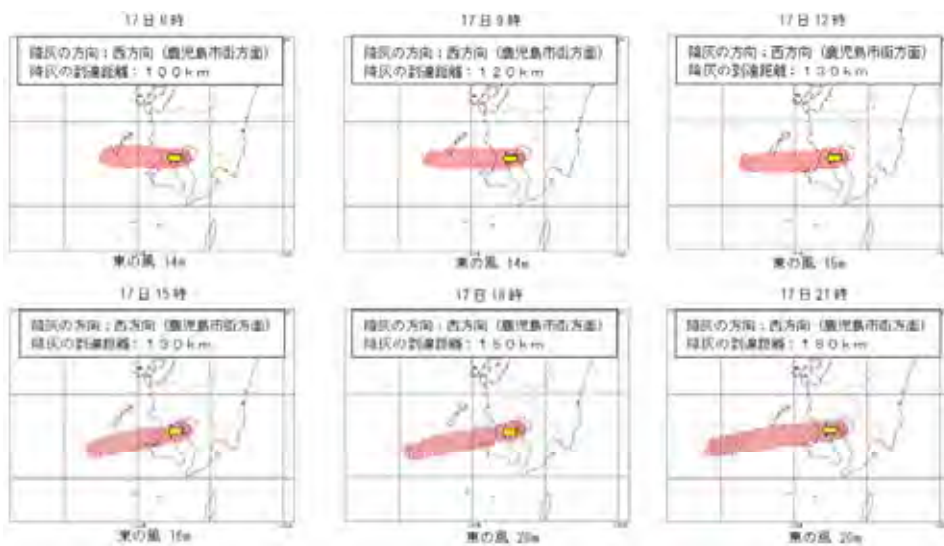 17日6時
降灰の方向：西方向（鹿児島市街方面）
降灰の到達距離：100km
東の風 14m
17日9時
降灰の方向：西方向（鹿児島市街方面）
降灰の到達距離：120km
東の風 14m
17日12時
降灰の方向：西方向（鹿児島市街方面）
降灰の到達距離：130km
東の風 15m
17日15時
降灰の方向：西方向（鹿児島市街方面）
降灰の到達距離：130km
東の風 16m
17日18時
降灰の方向：西方向（鹿児島市街方面）
降灰の到達距離：150km
東の風 20m
17日21時
降灰の方向：西方向（鹿児島市街方面）
降灰の到達距離：180km
東の風 20m